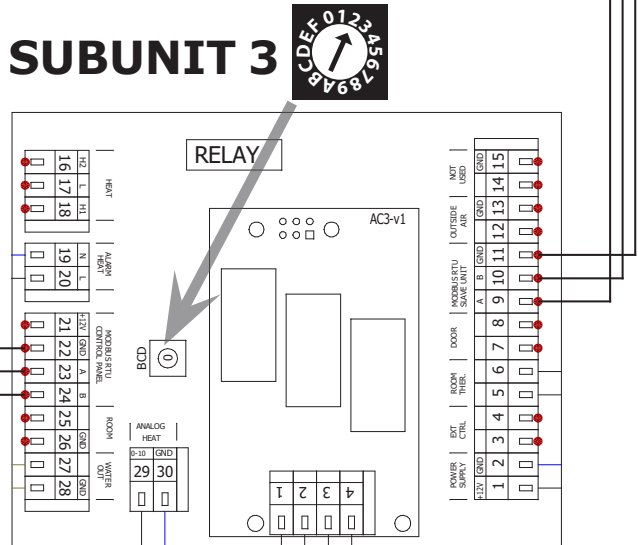 SUBUNIT 3
0123456789ABCDEF
RELAY
AC3-v1
BCD
0
16 H2
17 L
18 H1
HEAT
19 N
20 L
ALARM
HEAT
21 +12V
22 GND
23 A
24 B
MODBUS RTU
CONTROL PANEL
25
26 GND
ROOM
27
28 GND
WATER
OUT
ANALOG
HEAT
0-10 GND
29 30
1 2 3 4
NOT
USED
GND 15
14
OUTSIDE
AIR
GND 13
12
MODBUS RTU
SLAVE UNIT
GND 11
B 10
A 9
DOOR
8
7
ROOM
THER.
6
5
EXT
CTRL
4
3
POWER
SUPPLY
GND 2
+12V 1